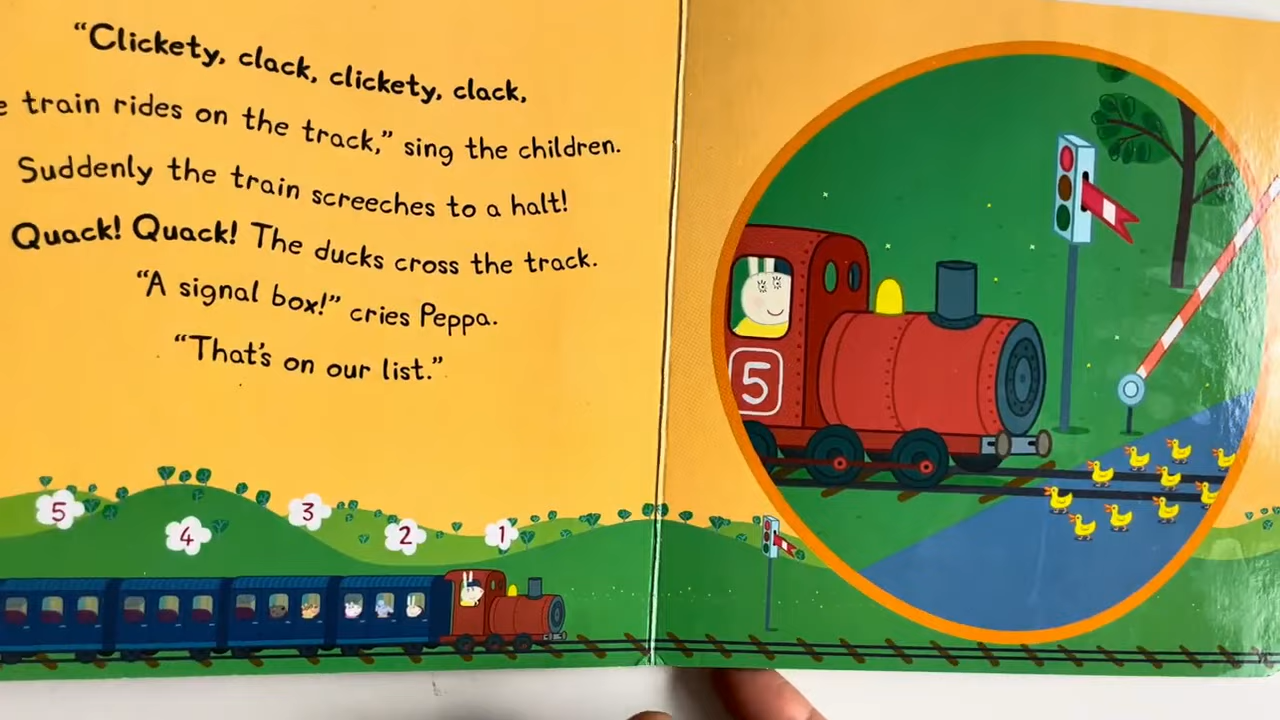 “Clickety, clack, clickety, clack,
train rides on the track,” sing the children.
Suddenly the train screeches to a halt!
Quack! Quack! The ducks cross the track.
“A signal box!” cries Peppa.
“That’s on our list.”
5
5
4
3
2
1